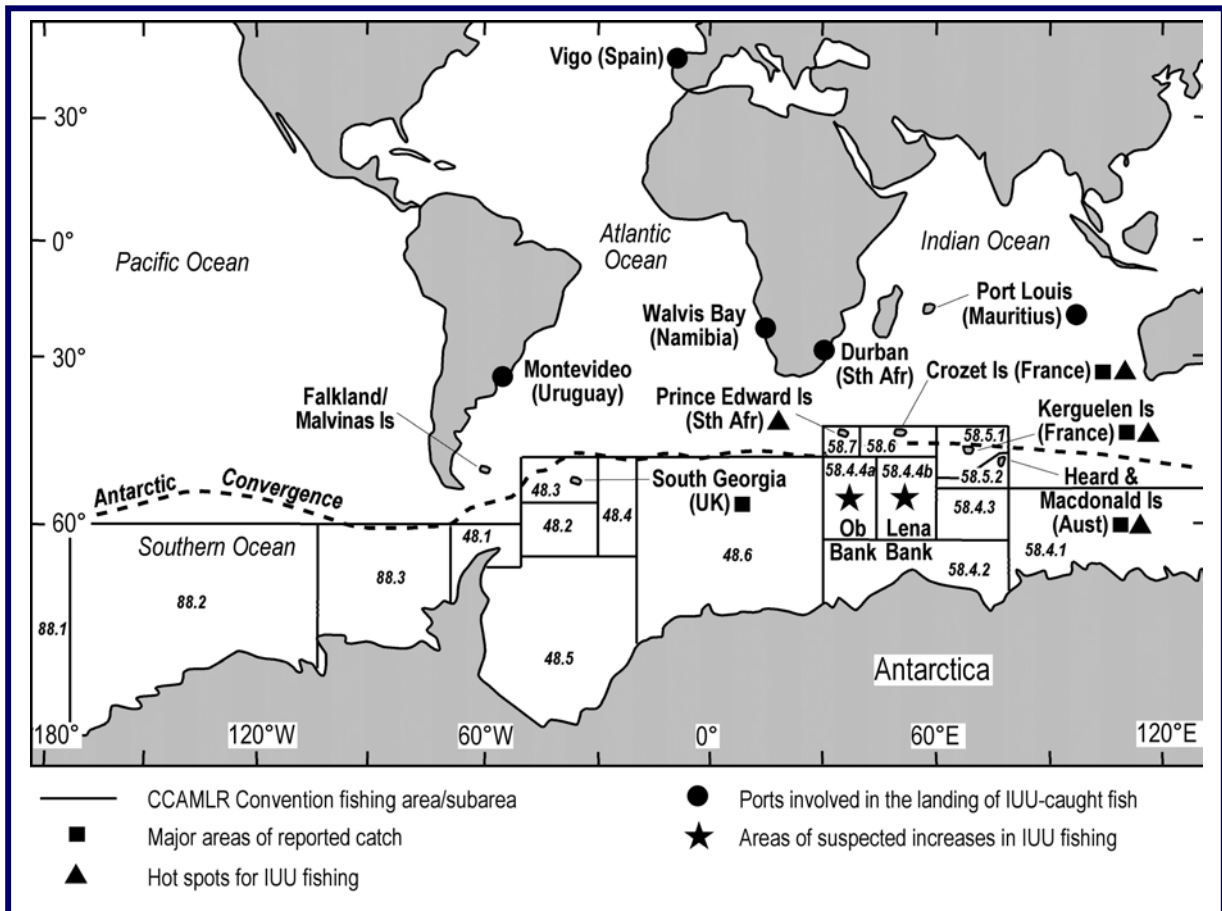 Vigo (Spain)
30°
Atlantic
Ocean
Indian Ocean
0°
Pacific Ocean
Port Louis
(Mauritius)
Walvis Bay
(Namibia)
30°
Durban
(Sth Afr)
Montevideo
(Uruguay)
Crozet Is (France)
Falkland/
Malvinas Is
Prince Edward Is
(Sth Afr)
Kerguelen Is
(France)
58.7
58.6
58.5.1
58.4.4a
58.4.4b
58.5.2
Heard &
Macdonald Is
(Aust)
South Georgia
(UK)
48.3
Antarctic Convergence
48.2
48.4
58.4.3
60°
48.1
Ob
Bank
Lena
Bank
58.4.1
Southern Ocean
48.6
58.4.2
88.3
88.2
88.1
48.5
Antarctica
180°
120°W
60°W
0°
60°E
120°E
CCAMLR Convention fishing area/subarea
Major areas of reported catch
Hot spots for IUU fishing
Ports involved in the landing of IUU-caught fish
Areas of suspected increases in IUU fishing